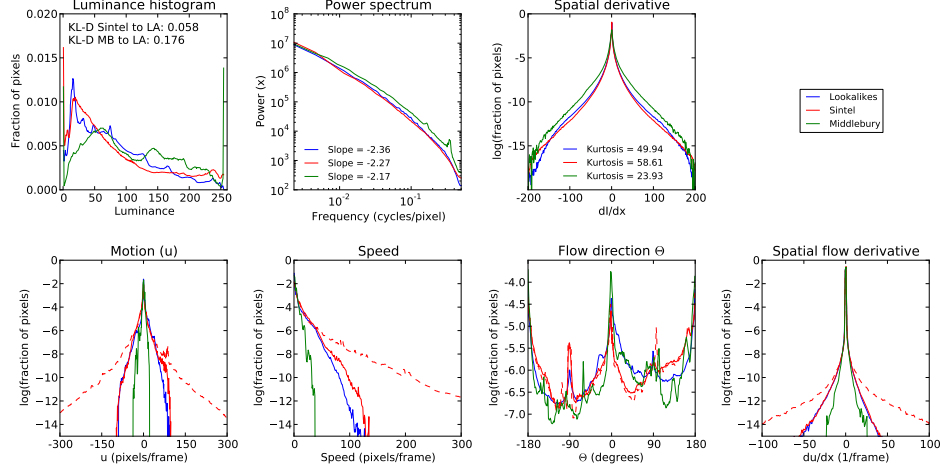 Luminance histogram
KL-D Sintel to LA: 0.058
KL-D MB to LA: 0.176
Fraction of pixels
0.020
0.015
0.010
0.005
0.000
0 50 100 150 200 250
Luminance
Power spectrum
Power (x)
10^8
10^7
10^6
10^5
10^4
10^3
10^2
Slope = -2.36
Slope = -2.27
Slope = -2.17
10^-2 10^-1
Frequency (cycles/pixel)
Spatial derivative
log(fraction of pixels)
0
-5
-10
-15
Kurtosis = 49.94
Kurtosis = 58.61
Kurtosis = 23.93
-200 -100 0 100 200
dI/dx
Lookalikes
Sintel
Middlebury
Motion (u)
log(fraction of pixels)
0
−2
−4
−6
−8
−10
−12
−14
-300 -150 0 150 300
u (pixels/frame)
Speed
log(fraction of pixels)
0
−2
−4
−6
−8
−10
−12
−14
0 100 200 300
Speed (pixels/frame)
Flow direction Θ
log(fraction of pixels)
-4.0
-4.5
-5.0
-5.5
-6.0
-6.5
-7.0
-180 -90 0 90 180
Θ (degrees)
Spatial flow derivative
log(fraction of pixels)
0
−2
−4
−6
−8
−10
−12
−14
-100 -50 0 50 100
du/dx (1/frame)